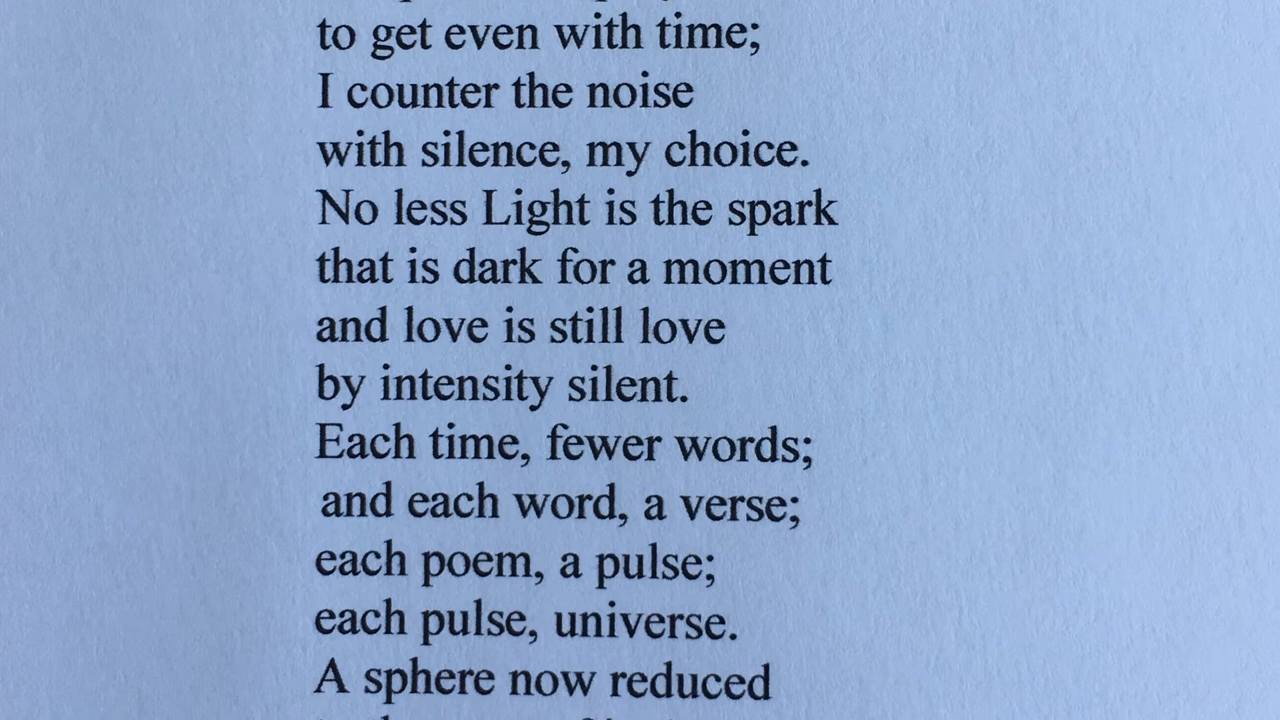 to get even with time;
I counter the noise
with silence, my choice.
No less Light is the spark
that is dark for a moment
and love is still love
by intensity silent.
Each time, fewer words;
and each word, a verse;
each poem, a pulse;
each pulse, universe.
A sphere now reduced